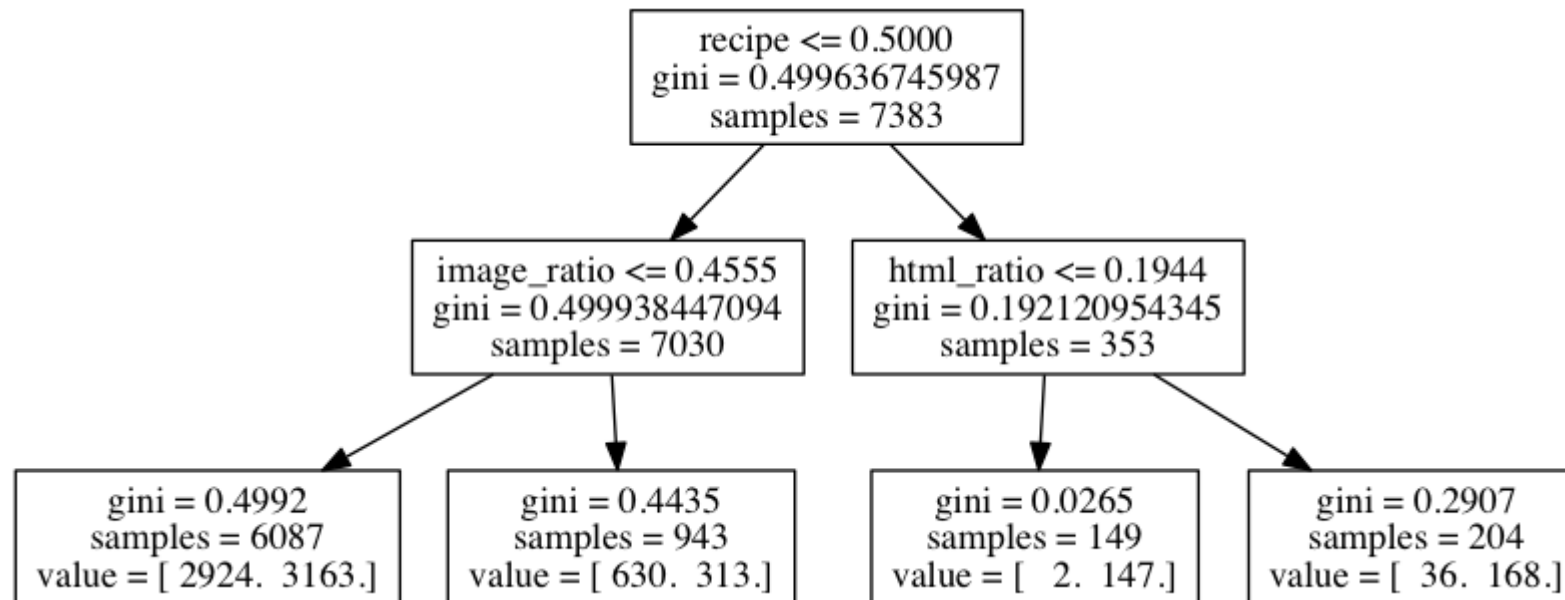 recipe <= 0.5000
gini = 0.499636745987
samples = 7383
image_ratio <= 0.4555
gini = 0.499938447094
samples = 7030
html_ratio <= 0.1944
gini = 0.192120954345
samples = 353
gini = 0.4992
samples = 6087
value = [ 2924. 3163.]
gini = 0.4435
samples = 943
value = [ 630. 313.]
gini = 0.0265
samples = 149
value = [ 2. 147.]
gini = 0.2907
samples = 204
value = [ 36. 168.]